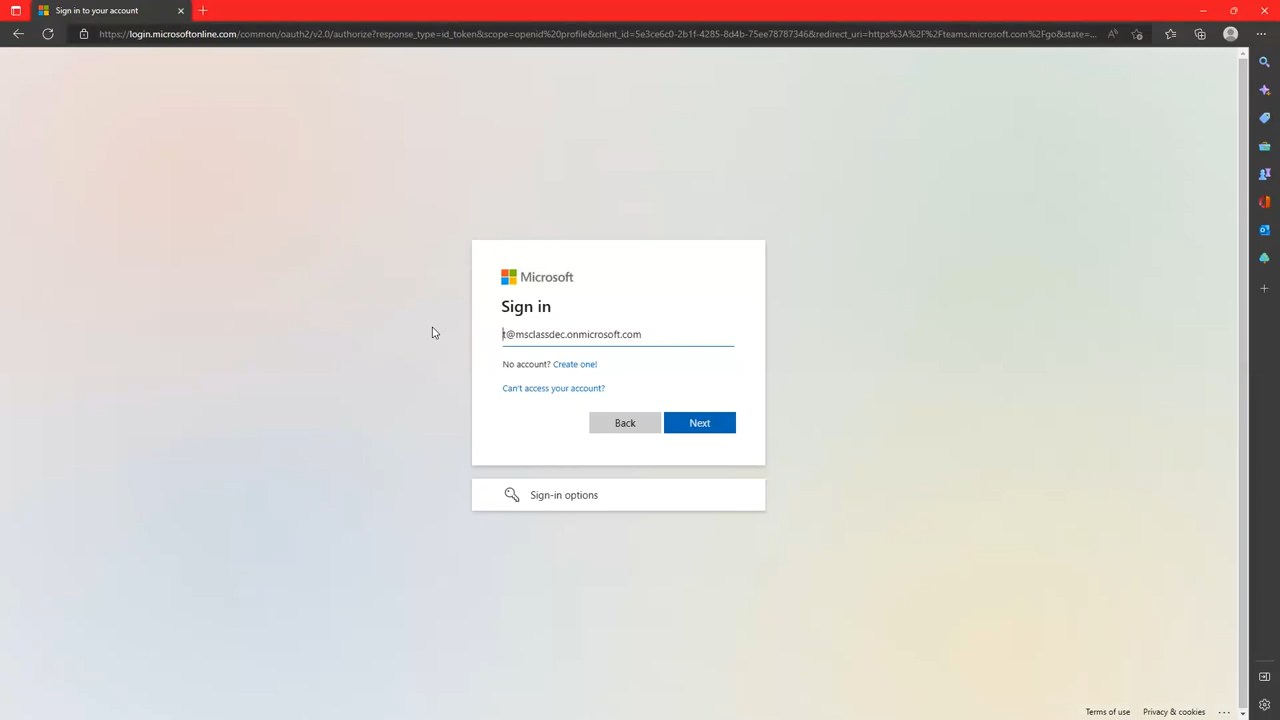 Sign in to your account
https://login.microsoftonline.com/common/oauth2/v2.0/authorize?response_type=id_token&scope=openid%20profile&client_id=5e3ce6c0-2b1f-4285-8d4b-75ee78787346&redirect_uri=https%3A%2F%2Fteams.microsoft.com%2Fgo&state=...
Microsoft
Sign in
t@msclassdec.onmicrosoft.com
No account? Create one!
Can't access your account?
Back Next
Sign-in options
Terms of use Privacy & cookies ...